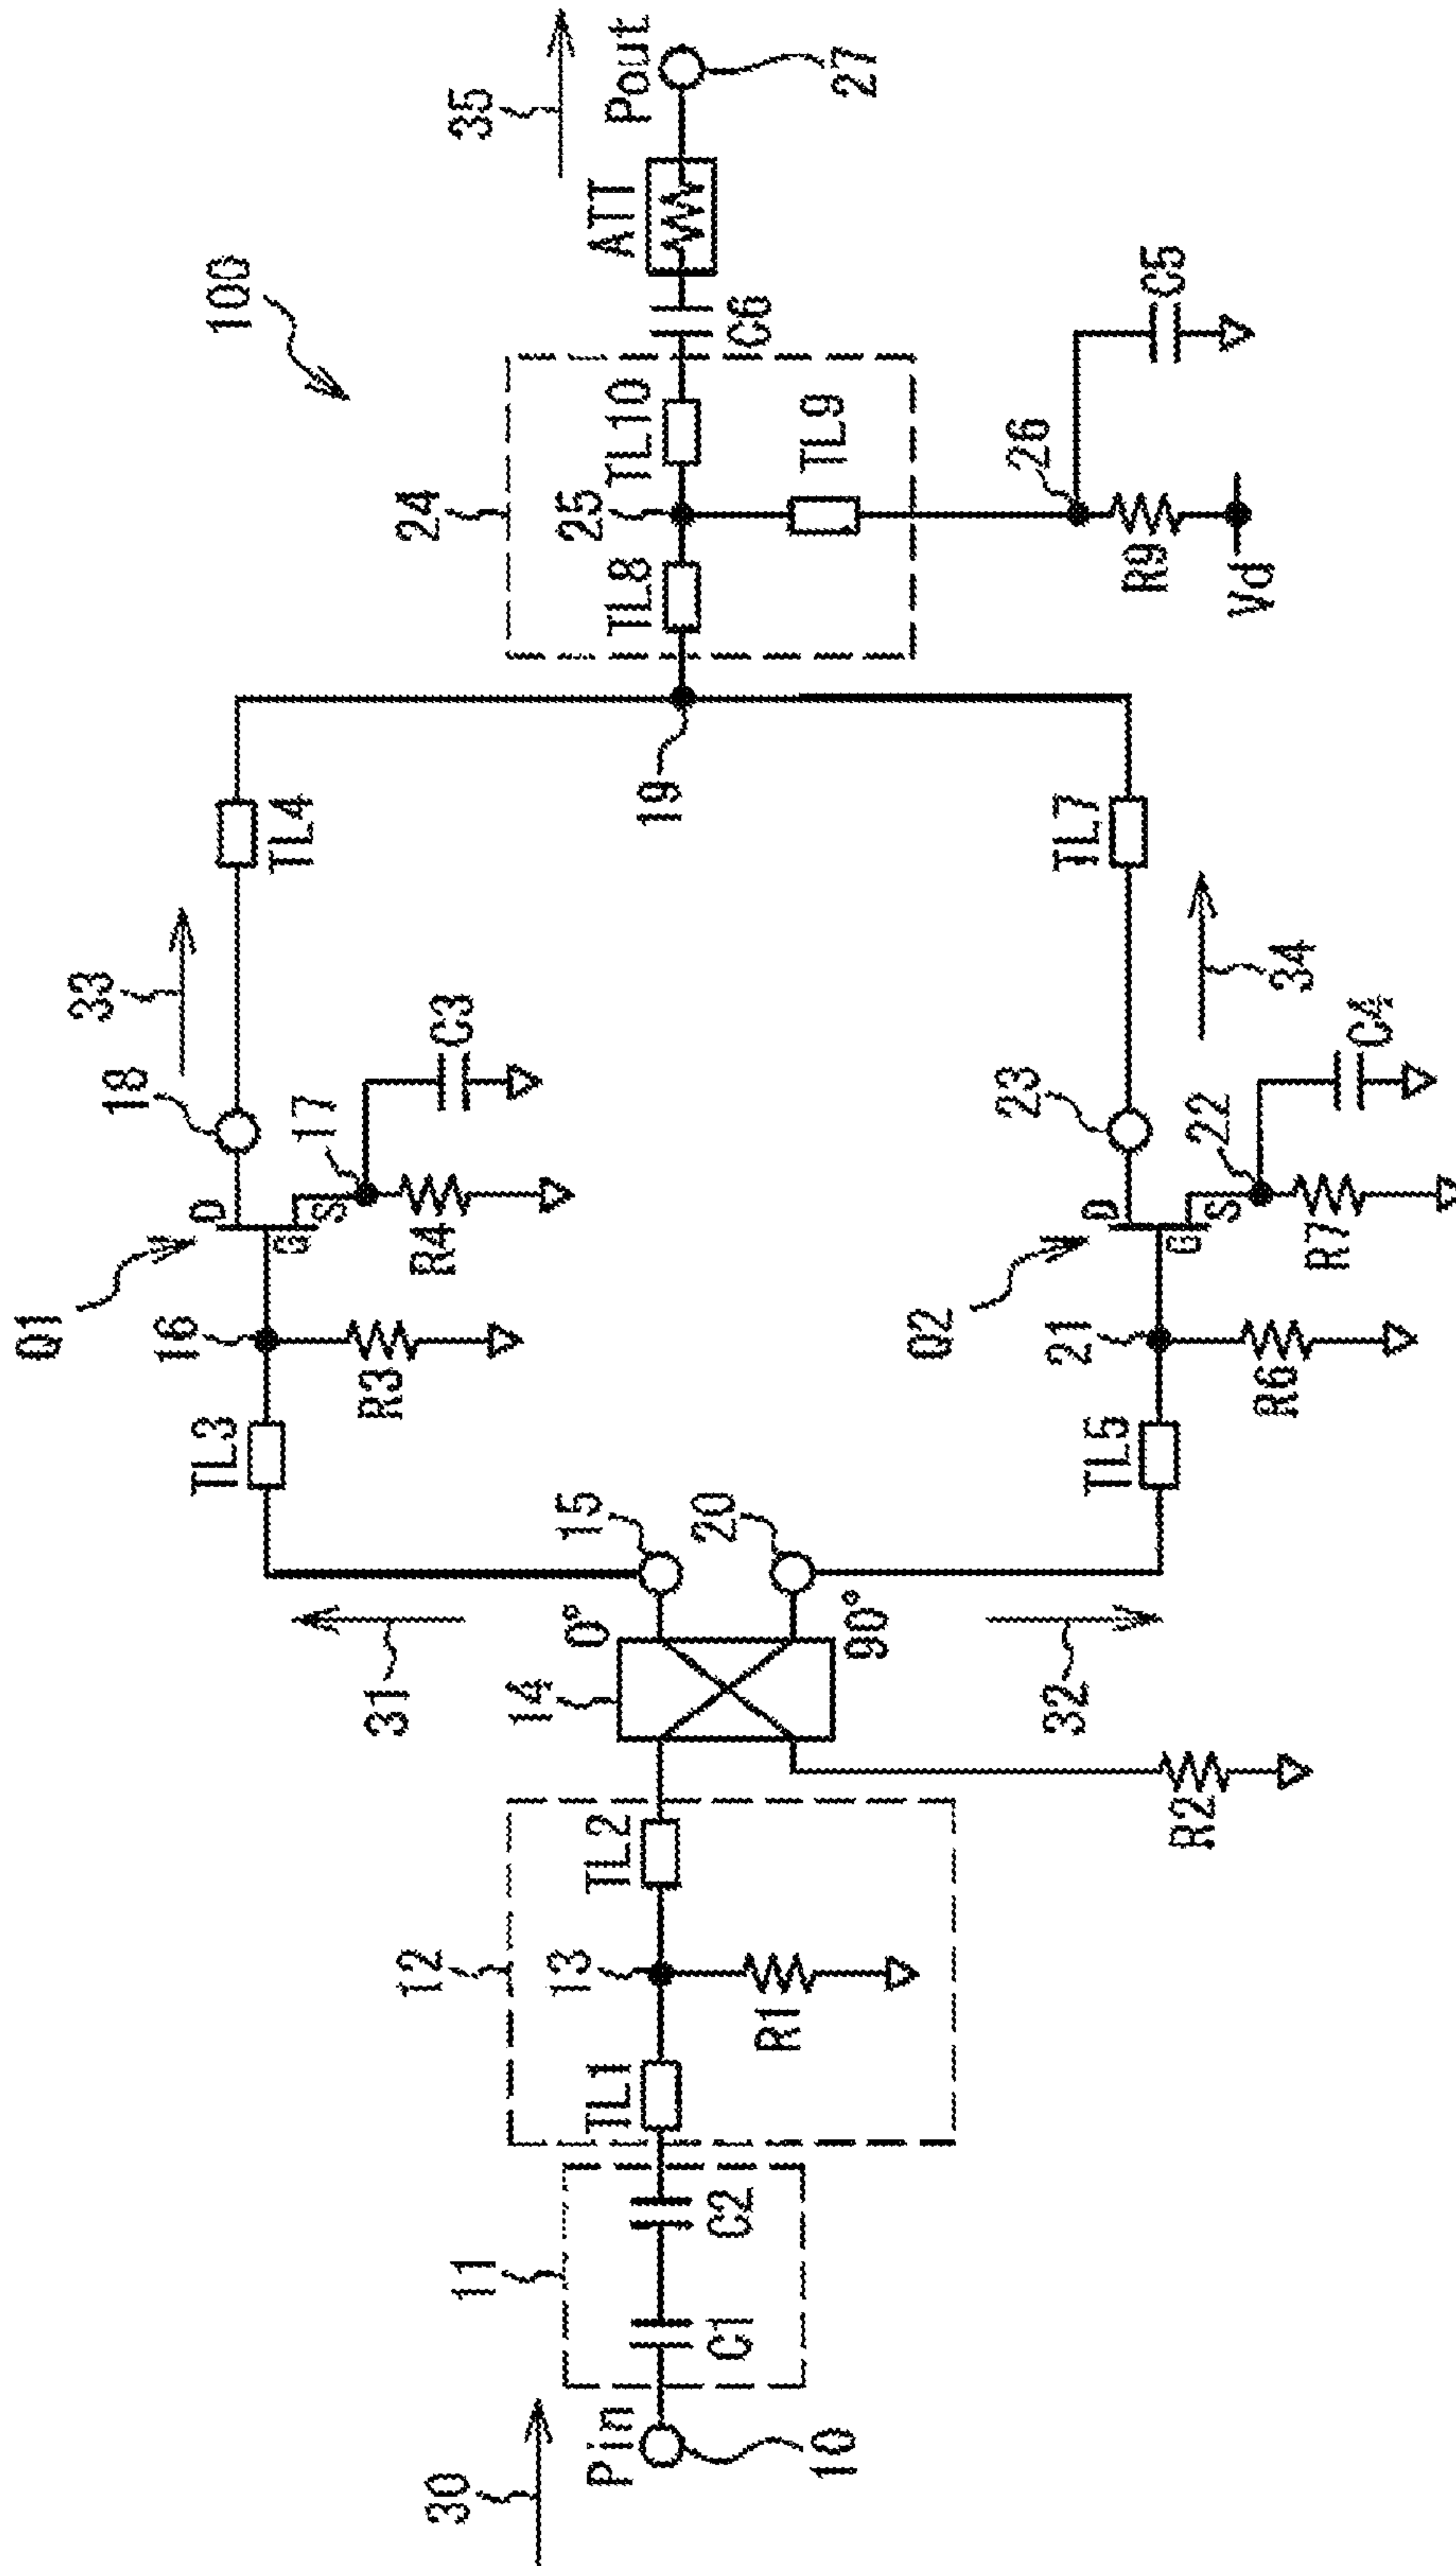 100
30
Pin
10
11
C1
C2
12
TL1
13
R1
TL2
R2
14
0°
90°
15
20
31
32
TL3
16
R3
Q1
D
G
S
17
R4
C3
18
33
TL4
TL5
21
R6
Q2
D
G
S
22
R7
C4
23
34
TL7
19
24
TL8
25
TL10
TL9
26
R9
Vd
C5
C6
ATT
35
Pout
27